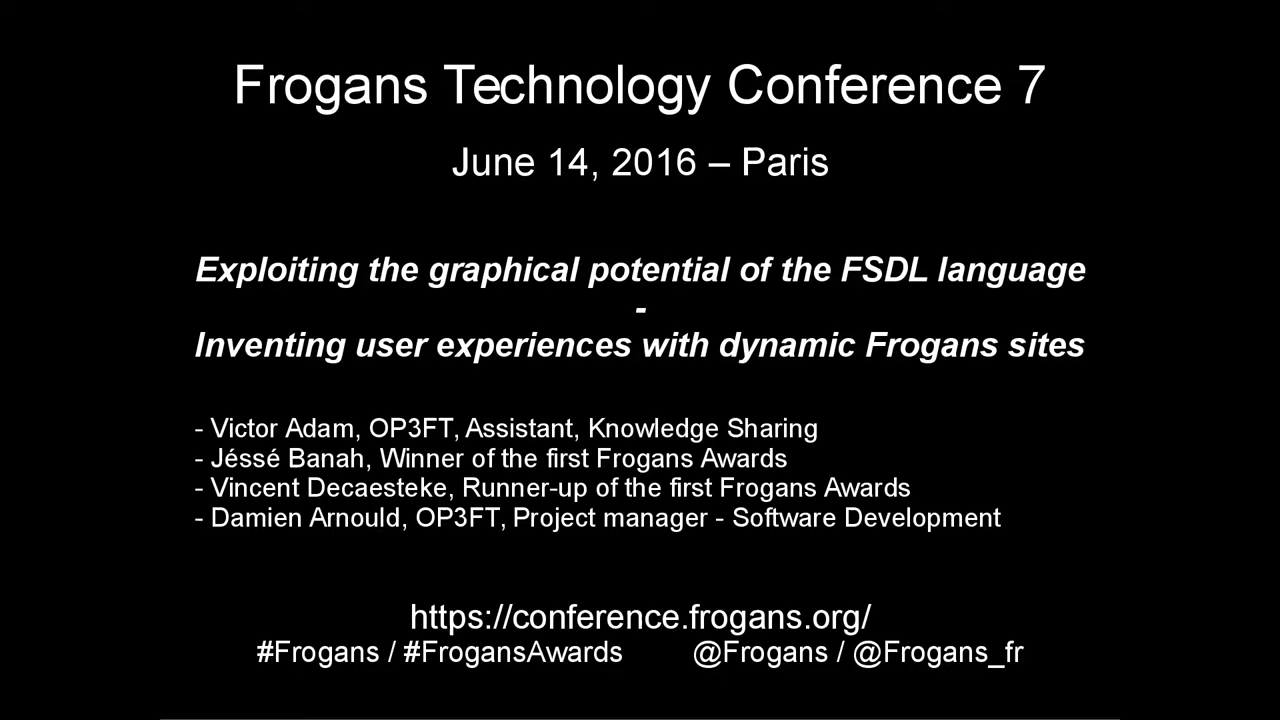 Frogans Technology Conference 7
June 14, 2016 – Paris
Exploiting the graphical potential of the FSDL language
-
Inventing user experiences with dynamic Frogans sites
- Victor Adam, OP3FT, Assistant, Knowledge Sharing
- Jéssé Banah, Winner of the first Frogans Awards
- Vincent Decaesteke, Runner-up of the first Frogans Awards
- Damien Arnould, OP3FT, Project manager - Software Development
https://conference.frogans.org/
#Frogans / #FrogansAwards @Frogans / @Frogans_fr